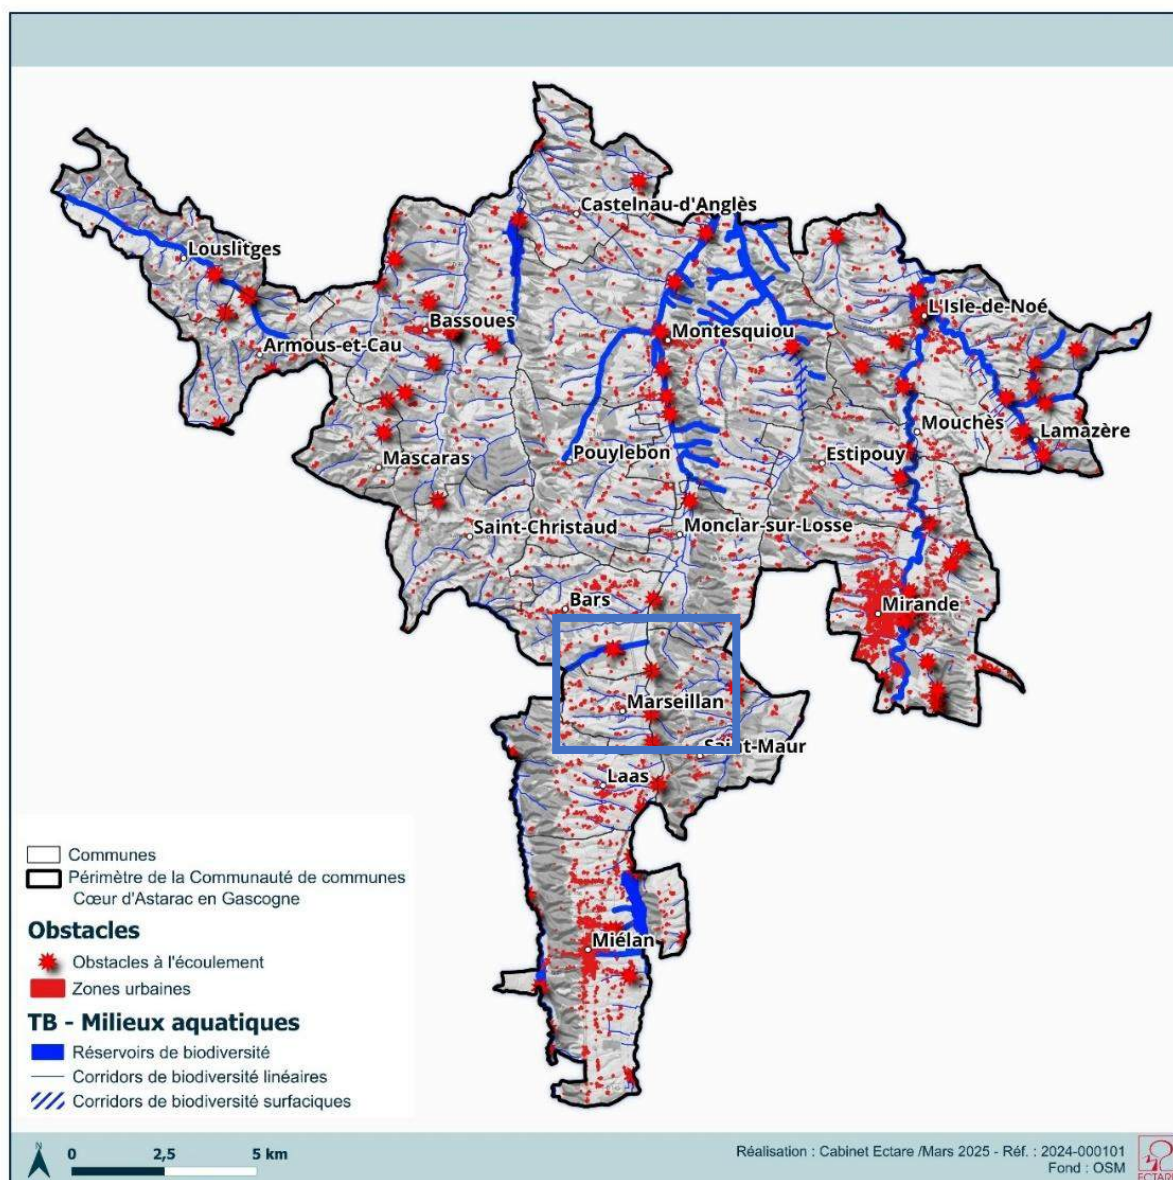 Castelnau-d'Anglès
Louslitges
L'Isle-de-Noé
Bassoues
Montesquiou
Armous-et-Cau
Mouchès
Lamazère
Pouylebon
Estipouy
Mascaras
Saint-Christaud
Monclar-sur-Losse
Bars
Mirande
Marseillan
Saint-Maur
Laas
Miélan
Communes
Périmètre de la Communauté de communes
Cœur d'Astarac en Gascogne
Obstacles
Obstacles à l'écoulement
Zones urbaines
TB - Milieux aquatiques
Réservoirs de biodiversité
Corridors de biodiversité linéaires
Corridors de biodiversité surfaciques
N
0 2,5 5 km
Réalisation : Cabinet Ectare /Mars 2025 - Réf. : 2024-000101
Fond : OSM
ECTARE